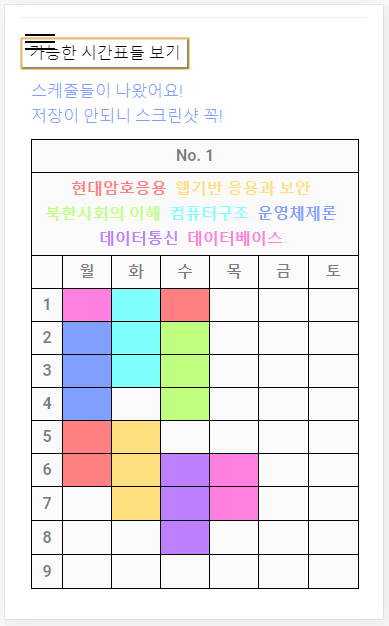 가능한 시간표들 보기
스케줄들이 나왔어요!
저장이 안되니 스크린샷 꼭!
No. 1
현대암호응용 웹기반 응용과 보안
북한사회의 이해 컴퓨터구조 운영체제론
데이터통신 데이터베이스
월 화 수 목 금 토
1
2
3
4
5
6
7
8
9